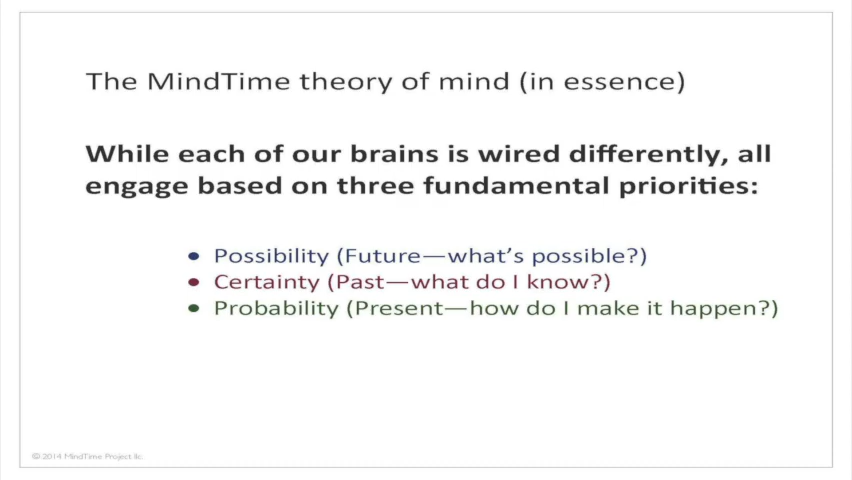 The MindTime theory of mind (in essence)
While each of our brains is wired differently, all
engage based on three fundamental priorities:
• Possibility (Future—what's possible?)
• Certainty (Past—what do I know?)
• Probability (Present—how do I make it happen?)
© 2014 MindTime Project llc.